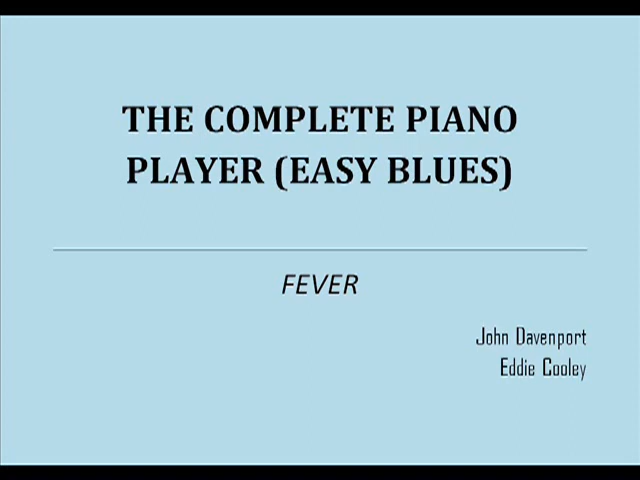 THE COMPLETE PIANO
PLAYER (EASY BLUES)
FEVER
John Davenport
Eddie Cooley